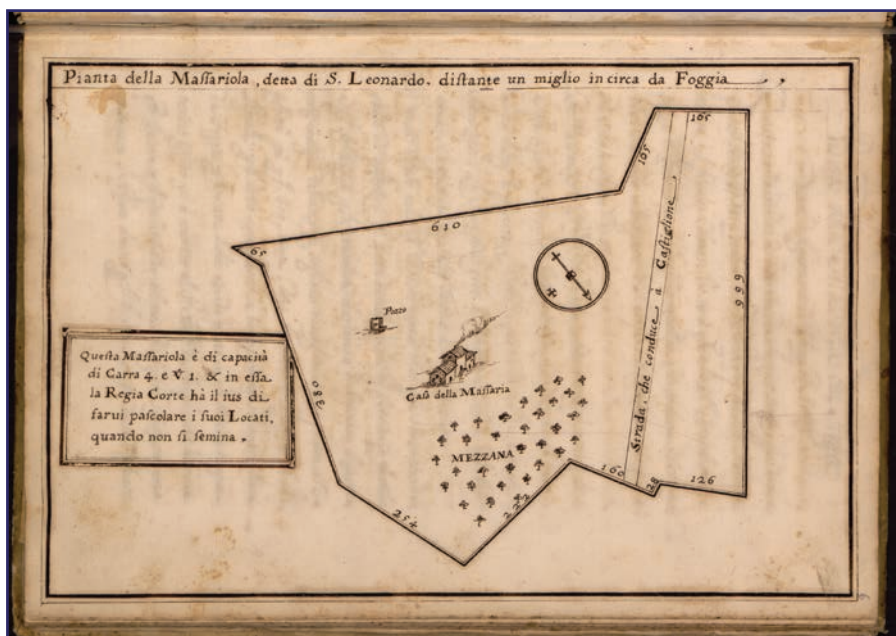 Pianta della Massariola, detta di S. Leonardo. distante un miglio in circa da Foggia
105
105
610
65
Pozzo
Strada, che conduce à Castiglione
666
Questa Massariola è di capacità
di Carra 4. e V. 1. & in essa
la Regia Corte hà il ius di
farui pascolare i suoi Locati,
quando non si semina.
380
Casa della Massaria
MEZZANA
160
28
126
222
254